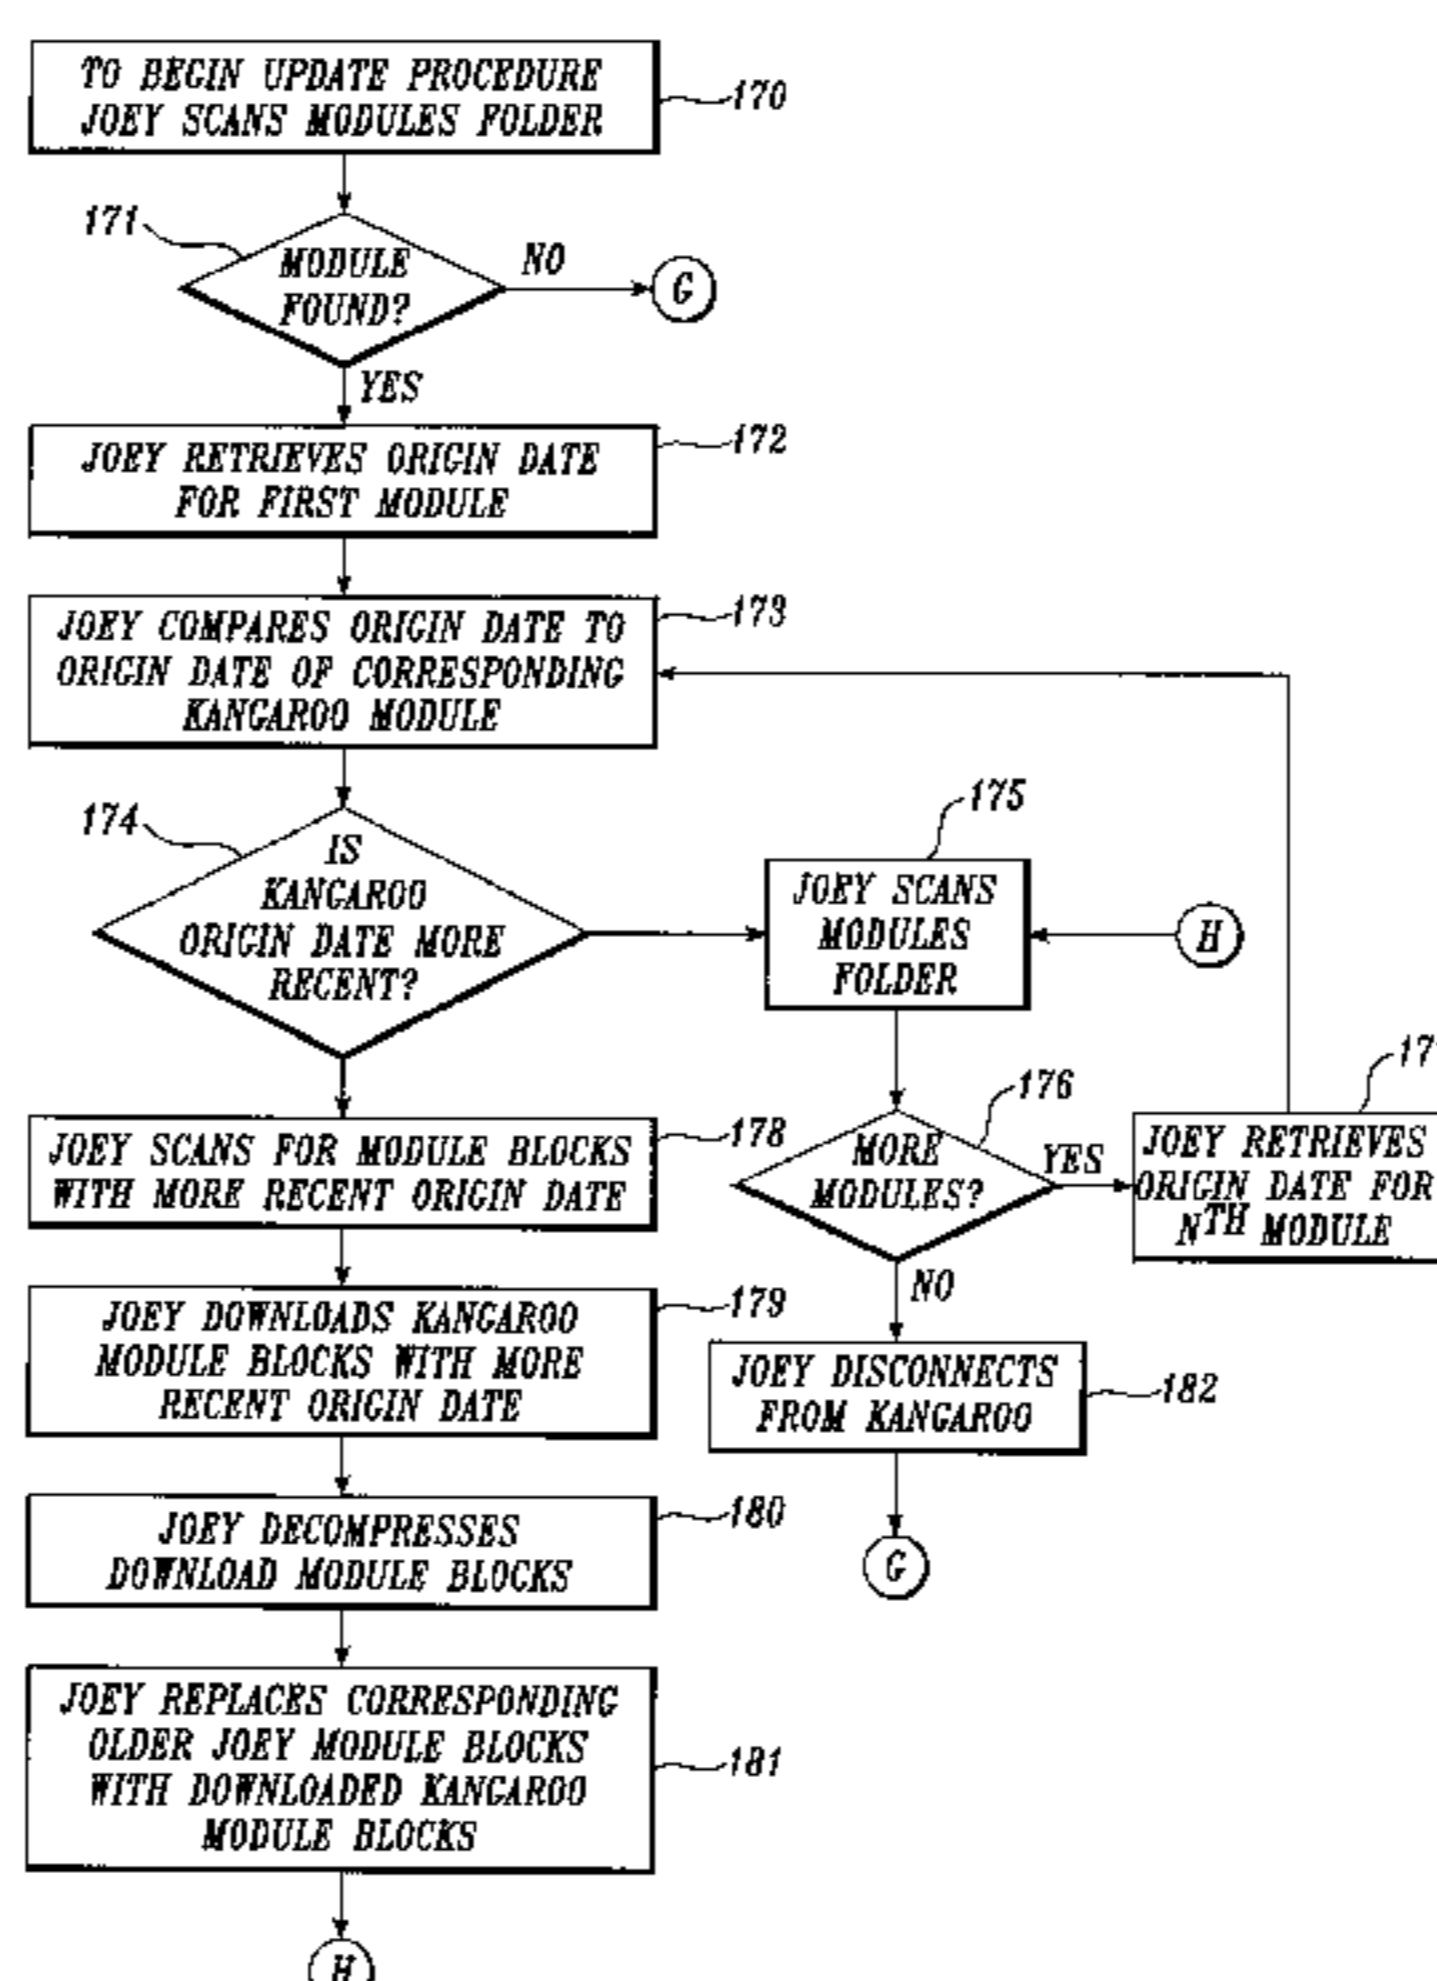 TO BEGIN UPDATE PROCEDURE
JOEY SCANS MODULES FOLDER
170
171
MODULE
FOUND?
NO
G
YES
JOEY RETRIEVES ORIGIN DATE
FOR FIRST MODULE
172
JOEY COMPARES ORIGIN DATE TO
ORIGIN DATE OF CORRESPONDING
KANGAROO MODULE
173
174
IS
KANGAROO
ORIGIN DATE MORE
RECENT?
175
JOEY SCANS
MODULES
FOLDER
H
176
MORE
MODULES?
YES
17
JOEY RETRIEVES
ORIGIN DATE FOR
NTH MODULE
NO
JOEY DISCONNECTS
FROM KANGAROO
182
G
JOEY SCANS FOR MODULE BLOCKS
WITH MORE RECENT ORIGIN DATE
178
JOEY DOWNLOADS KANGAROO
MODULE BLOCKS WITH MORE
RECENT ORIGIN DATE
179
JOEY DECOMPRESSES
DOWNLOAD MODULE BLOCKS
180
JOEY REPLACES CORRESPONDING
OLDER JOEY MODULE BLOCKS
WITH DOWNLOADED KANGAROO
MODULE BLOCKS
181
H